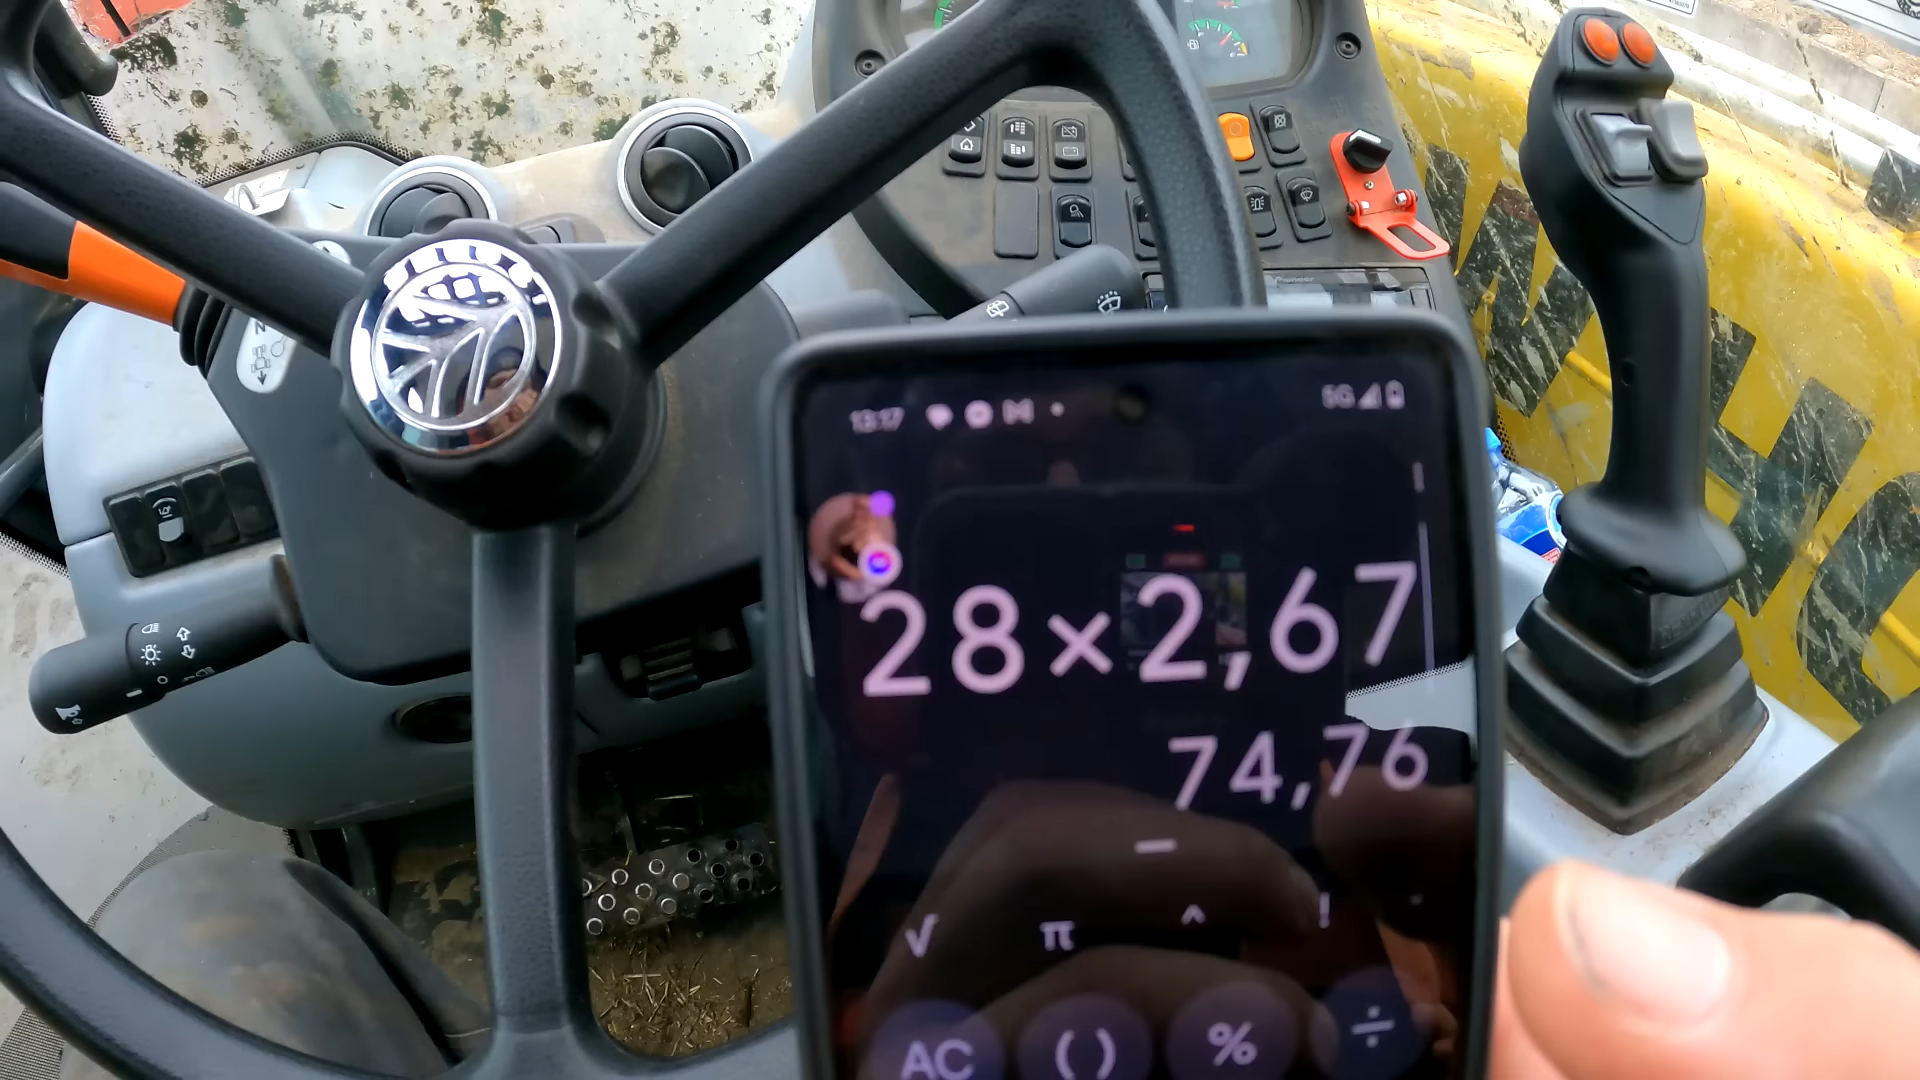 13:17
5G
28×2,67
74,76
√ π ^ !
AC ( ) % ÷
N